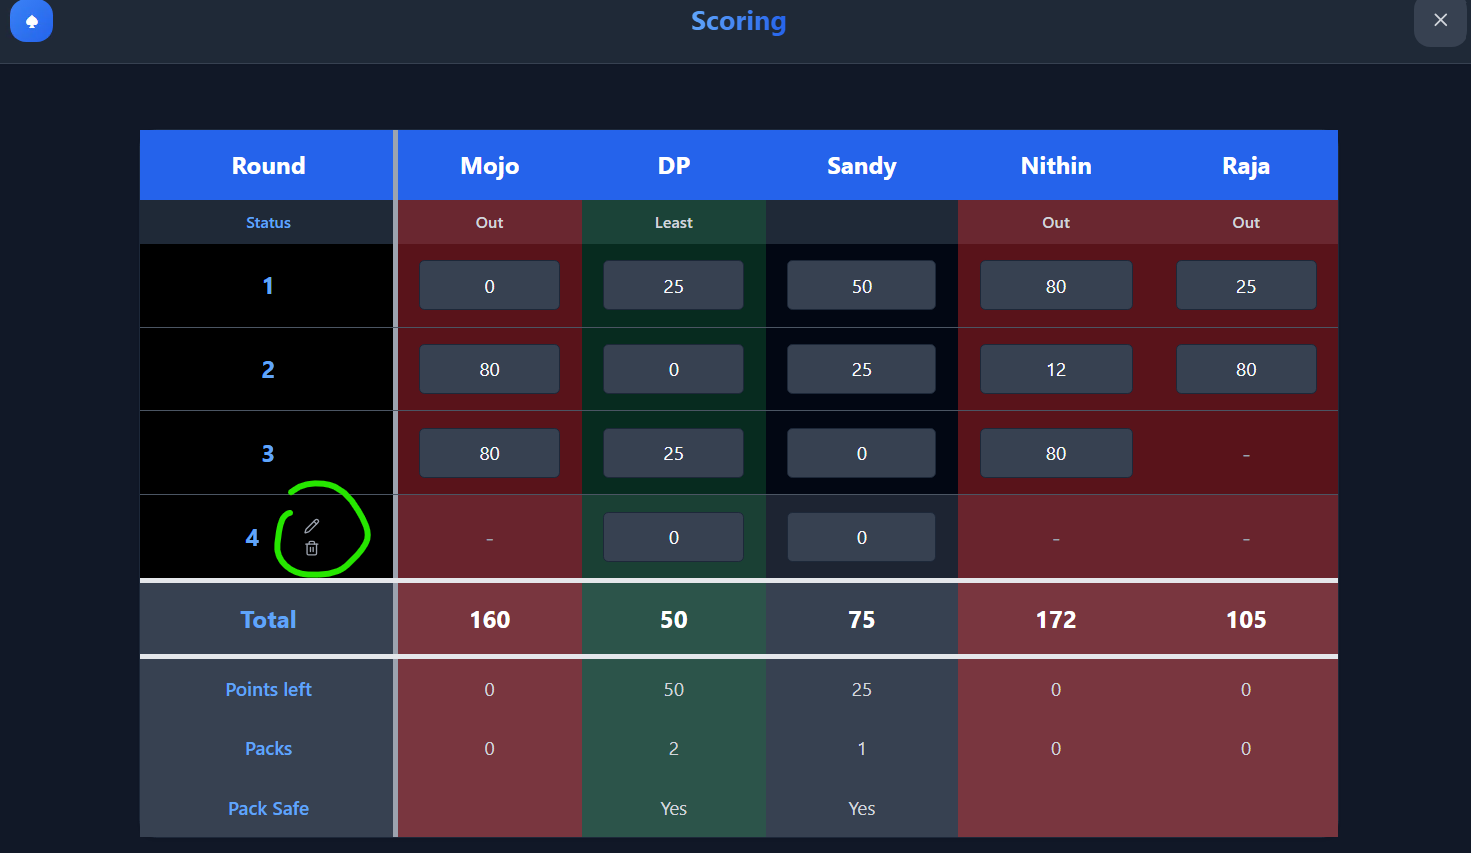 Scoring
Round Mojo DP Sandy Nithin Raja
Status Out Least Out Out
1 0 25 50 80 25
2 80 0 25 12 80
3 80 25 0 80 -
4 - 0 0 - -
Total 160 50 75 172 105
Points left 0 50 25 0 0
Packs 0 2 1 0 0
Pack Safe Yes Yes